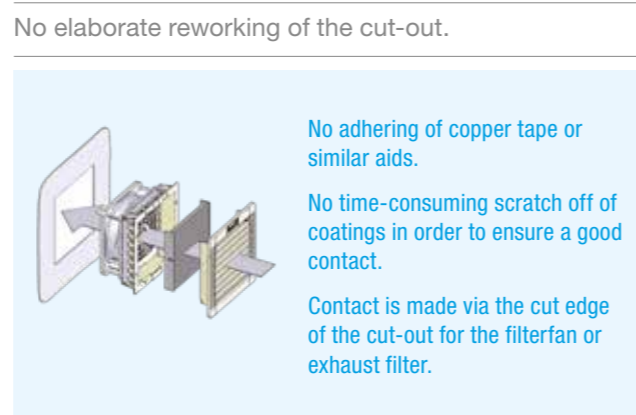 No elaborate reworking of the cut-out.
No adhering of copper tape or
similar aids.
No time-consuming scratch off of
coatings in order to ensure a good
contact.
Contact is made via the cut edge
of the cut-out for the filterfan or
exhaust filter.